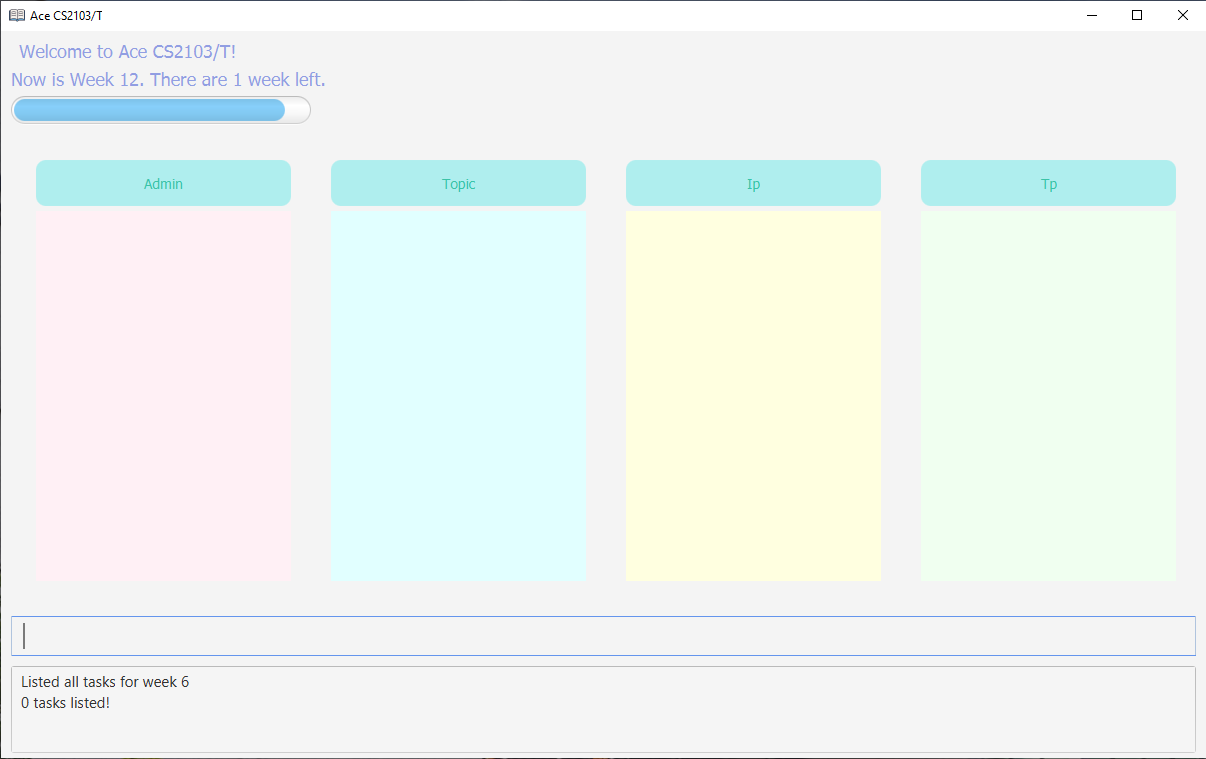 Ace CS2103/T
Welcome to Ace CS2103/T!
Now is Week 12. There are 1 week left.
Admin
Topic
Ip
Tp
Listed all tasks for week 6
0 tasks listed!